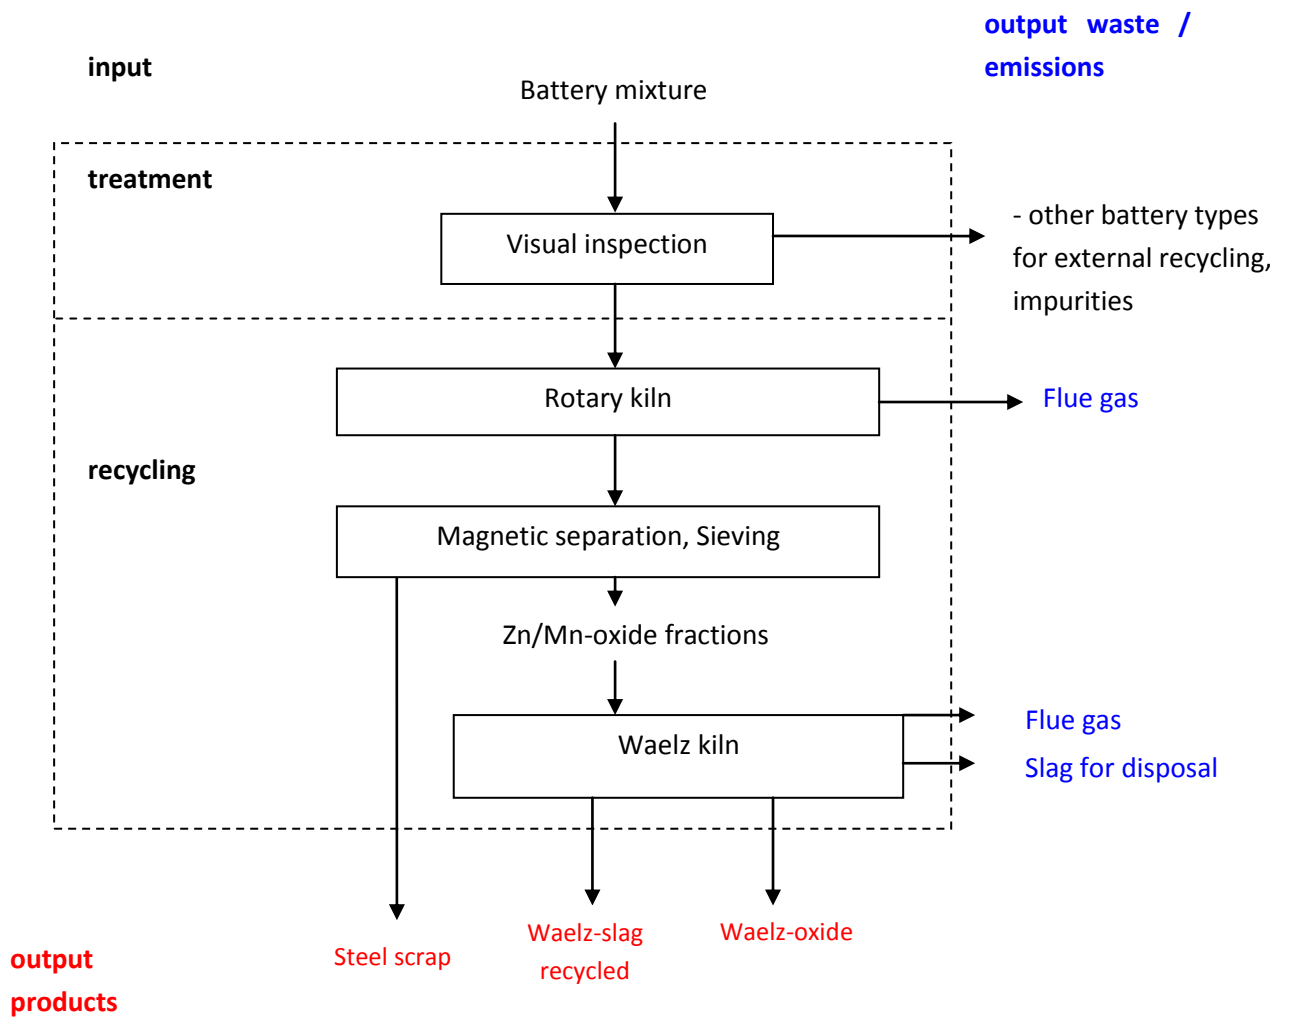 output waste /
emissions
input
Battery mixture
treatment
Visual inspection
- other battery types
for external recycling,
impurities
Rotary kiln
Flue gas
recycling
Magnetic separation, Sieving
Zn/Mn-oxide fractions
Waelz kiln
Flue gas
Slag for disposal
Steel scrap
Waelz-slag
recycled
Waelz-oxide
output
products